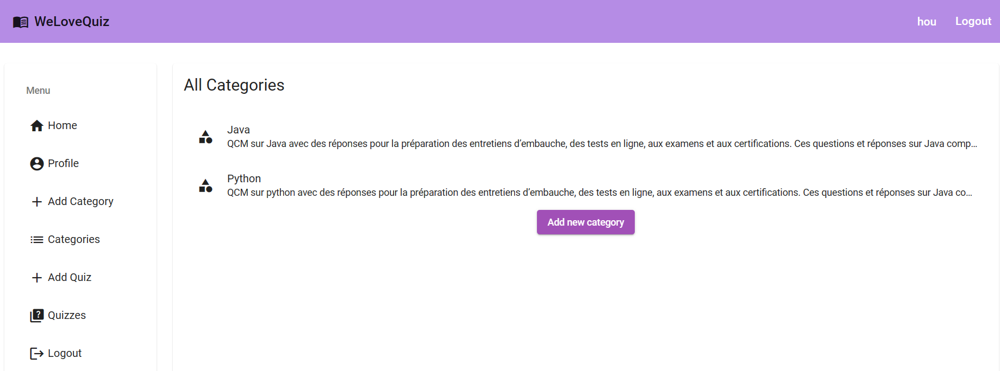 WeLoveQuiz
hou
Logout
Menu
Home
Profile
Add Category
Categories
Add Quiz
Quizzes
Logout
All Categories
Java
QCM sur Java avec des réponses pour la préparation des entretiens d’embauche, des tests en ligne, aux examens et aux certifications. Ces questions et réponses sur Java comp...
Python
QCM sur python avec des réponses pour la préparation des entretiens d’embauche, des tests en ligne, aux examens et aux certifications. Ces questions et réponses sur Java co...
Add new category